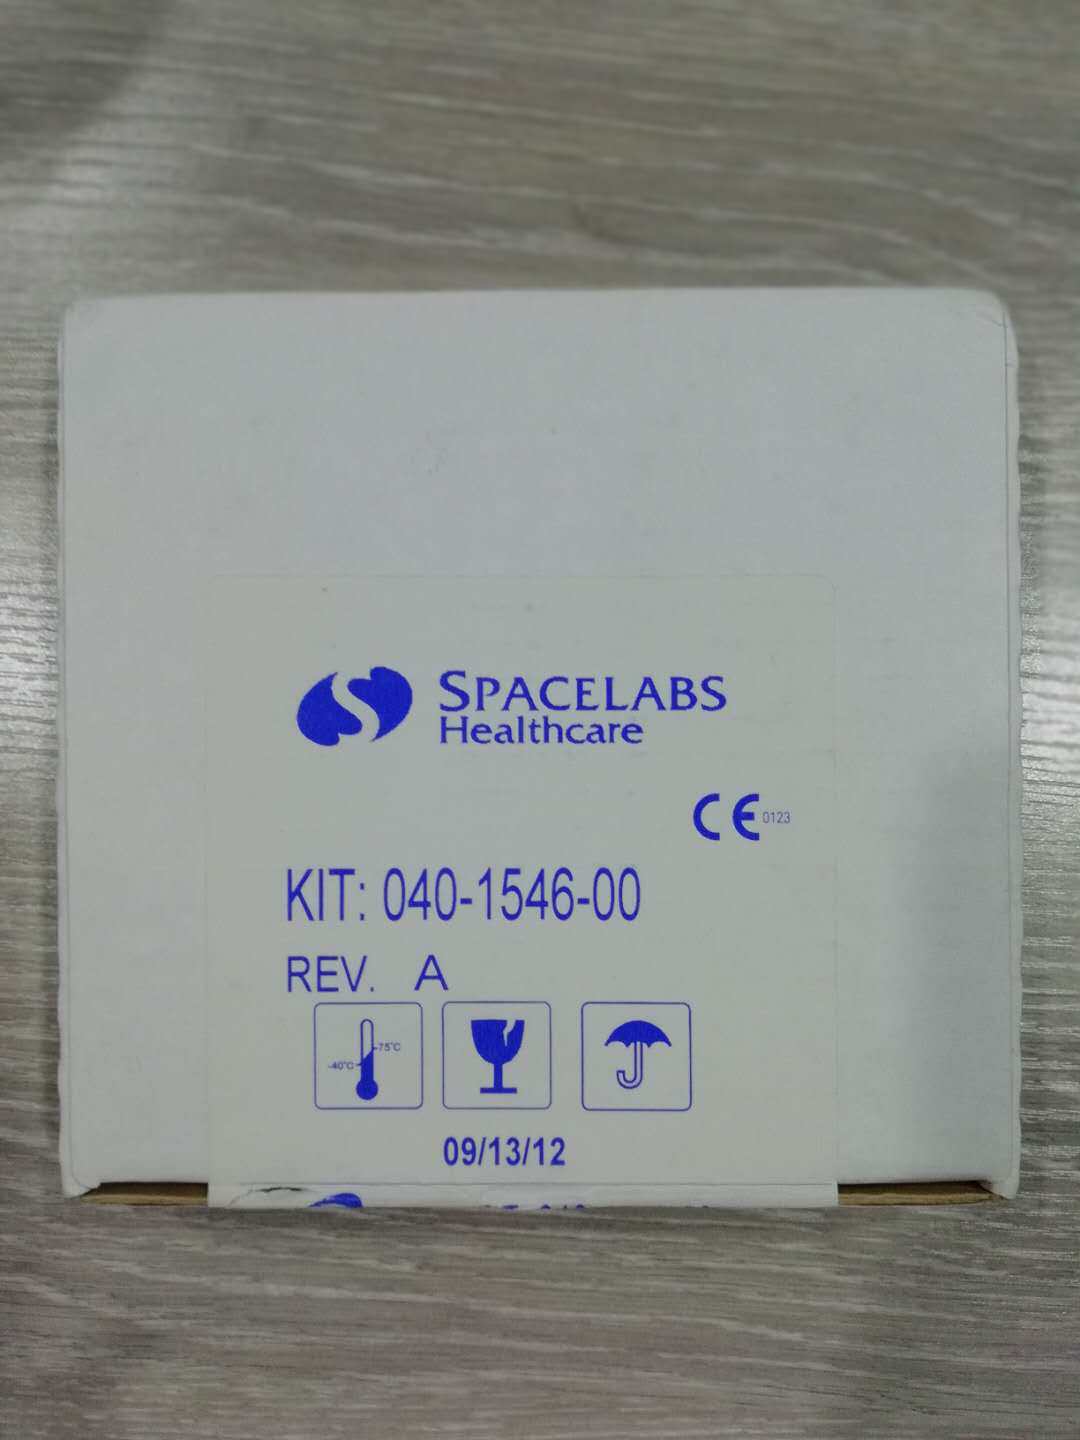 SPACELABS
Healthcare
CE 0123
KIT: 040-1546-00
REV. A
75°C
-40°C
09/13/12